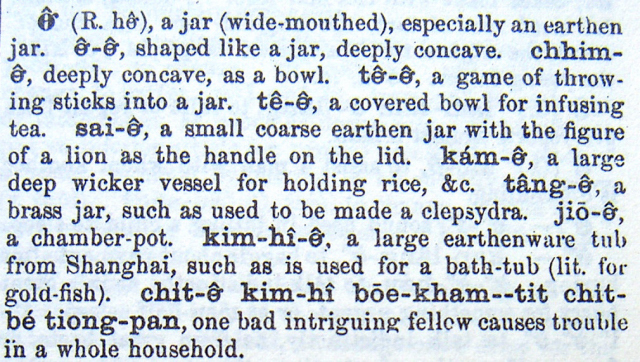 ô͘ (R. hô͘), a jar (wide-mouthed), especially an earthen
jar. ô͘-ô͘, shaped like a jar, deeply concave. chhim-
ô͘, deeply concave, as a bowl. tê-ô͘, a game of throw-
ing sticks into a jar. tê-ô͘, a covered bowl for infusing
tea. sai-ô͘, a small coarse earthen jar with the figure
of a lion as the handle on the lid. kám-ô͘, a large
deep wicker vessel for holding rice, &c. tâng-ô͘, a
brass jar, such as used to be made a clepsydra. jiō-ô͘,
a chamber-pot. kim-hî-ô͘, a large earthenware tub
from Shanghai, such as is used for a bath-tub (lit. for
gold-fish). chit-ô͘ kim-hî bōe-kham--tit chit-
bé tiong-pan, one bad intriguing fellow causes trouble
in a whole household.